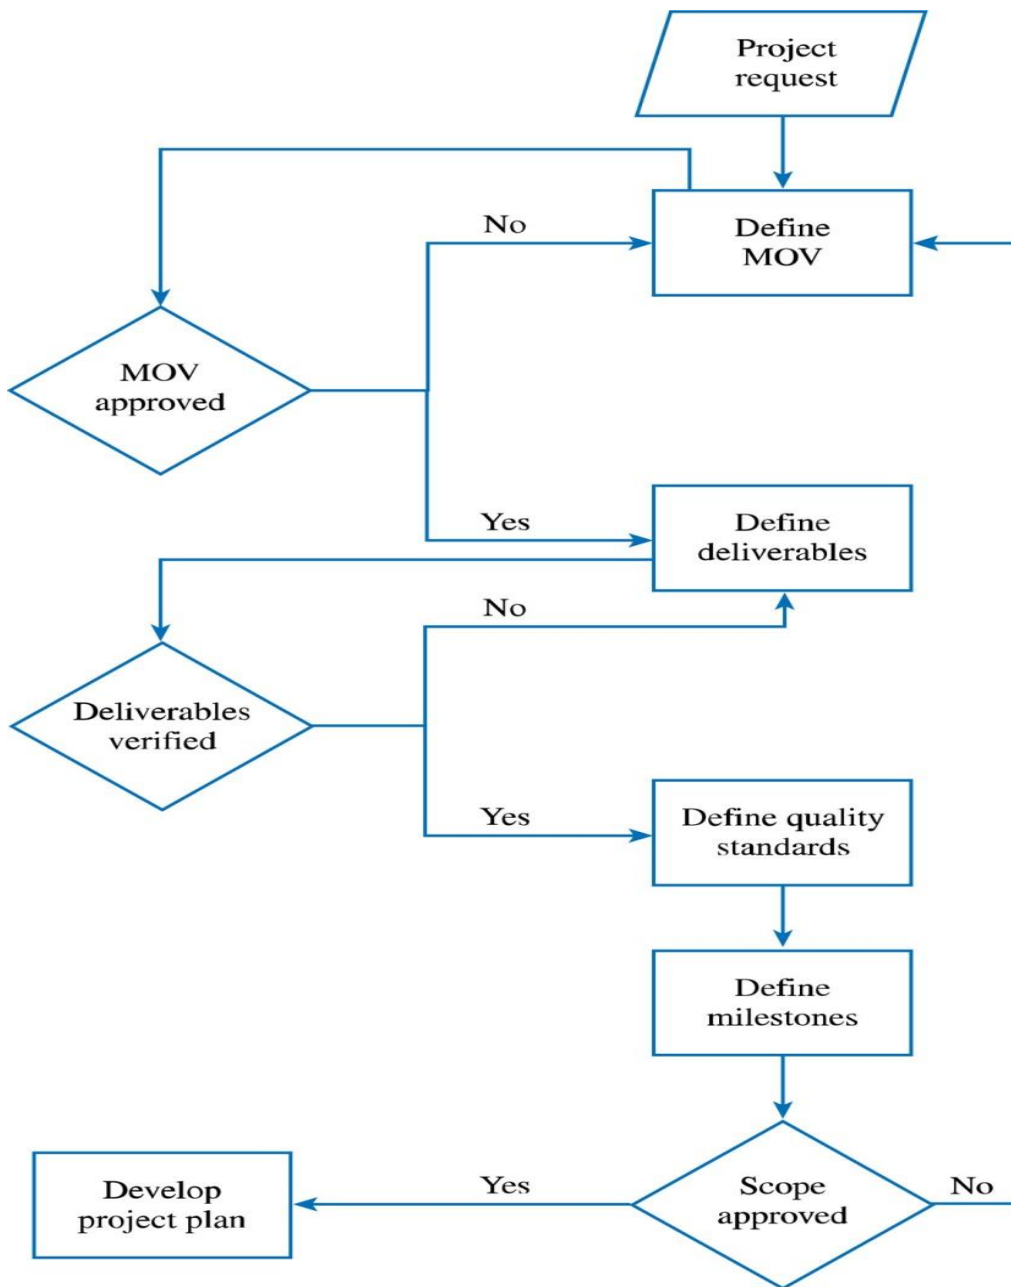 Project
request
No
Define
MOV
MOV
approved
Yes
Define
deliverables
No
Deliverables
verified
Yes
Define quality
standards
Define
milestones
Develop
project plan
Yes
Scope
approved
No